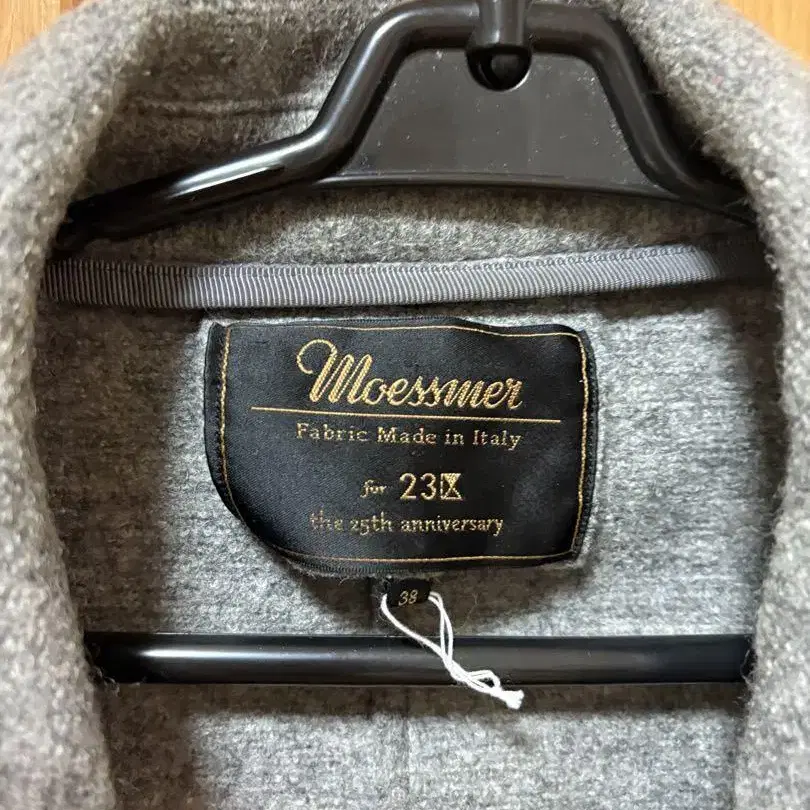 Moessmer
Fabric Made in Italy
for 23区
the 25th anniversary
38